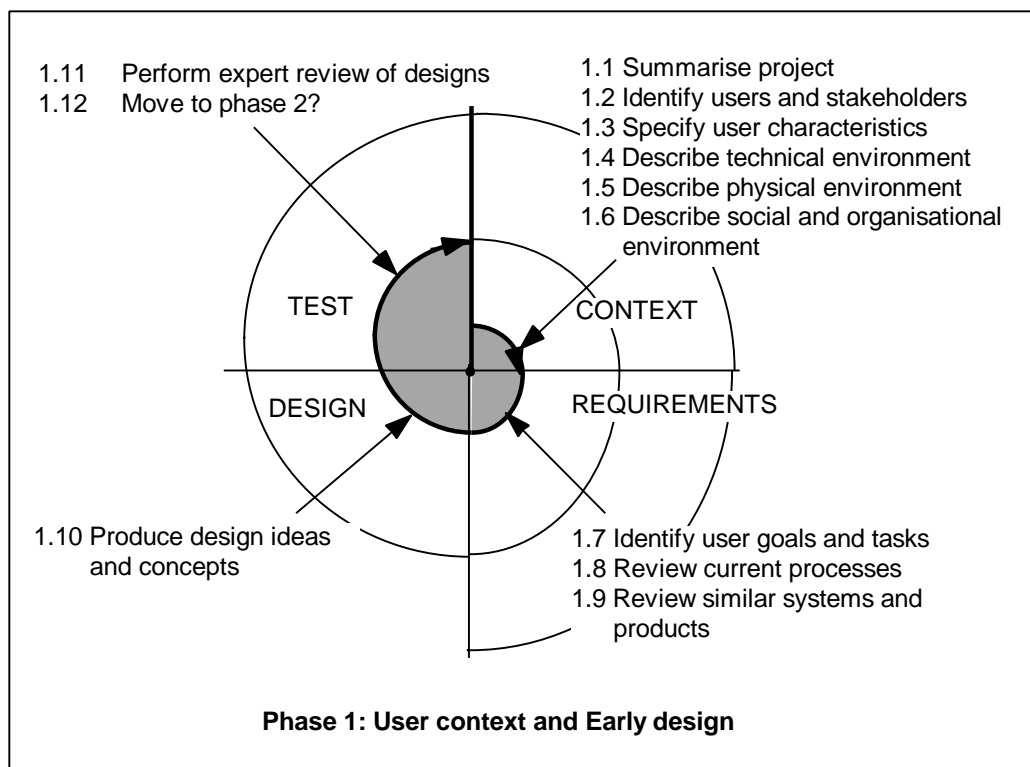 1.11 Perform expert review of designs
1.12 Move to phase 2?
1.1 Summarise project
1.2 Identify users and stakeholders
1.3 Specify user characteristics
1.4 Describe technical environment
1.5 Describe physical environment
1.6 Describe social and organisational
environment
TEST
CONTEXT
DESIGN
REQUIREMENTS
1.10 Produce design ideas
and concepts
1.7 Identify user goals and tasks
1.8 Review current processes
1.9 Review similar systems and
products
Phase 1: User context and Early design